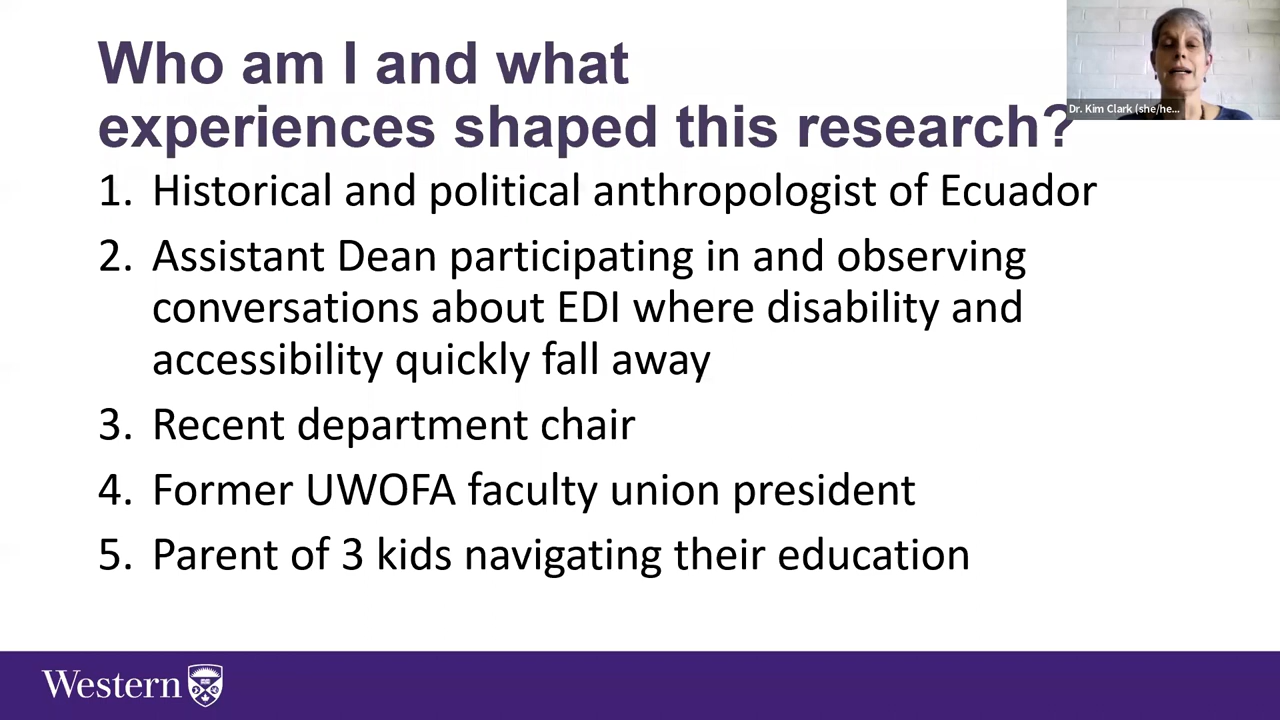 Who am I and what
experiences shaped this research?
Dr. Kim Clark (she/he...
1. Historical and political anthropologist of Ecuador
2. Assistant Dean participating in and observing
conversations about EDI where disability and
accessibility quickly fall away
3. Recent department chair
4. Former UWOFA faculty union president
5. Parent of 3 kids navigating their education
Western